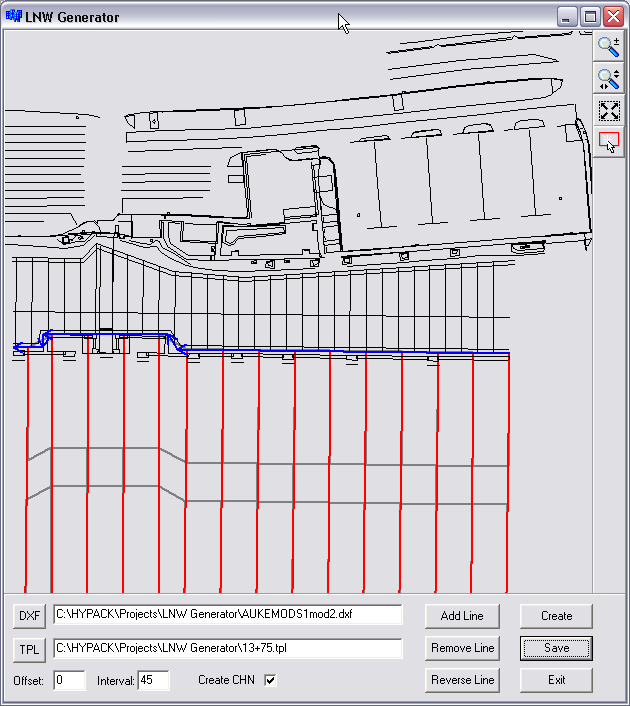 LNW Generator
DXF C:\HYPACK\Projects\LNW Generator\AUKEMODS1mod2.dxf Add Line Create
TPL C:\HYPACK\Projects\LNW Generator\13+75.tpl Remove Line Save
Offset: 0 Interval: 45 Create CHN Reverse Line Exit